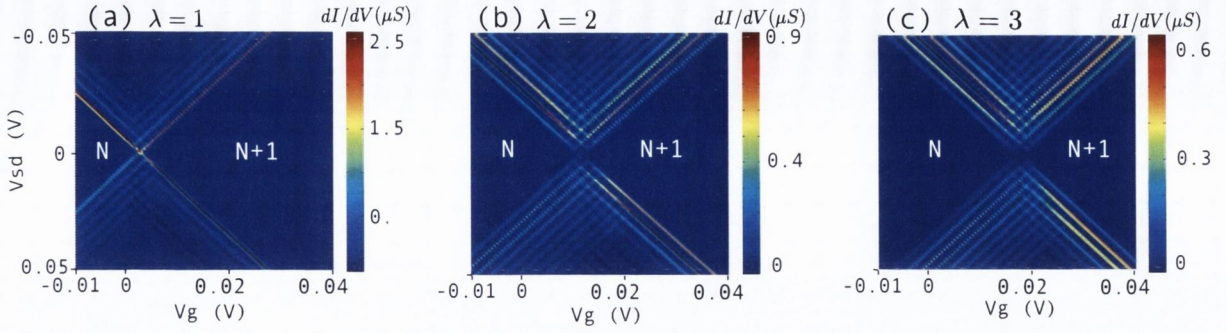 (a) λ = 1
dI/dV(μS)
-0.05
0
0.05
Vsd (V)
N
N+1
2.5
1.5
0.
-0.01
0
0.02
0.04
Vg (V)
(b) λ = 2
dI/dV(μS)
N
N+1
0.9
0.4
0
-0.01
0
0.02
0.04
Vg (V)
(c) λ = 3
dI/dV(μS)
N
N+1
0.6
0.3
0
-0.01
0
0.02
0.04
Vg (V)